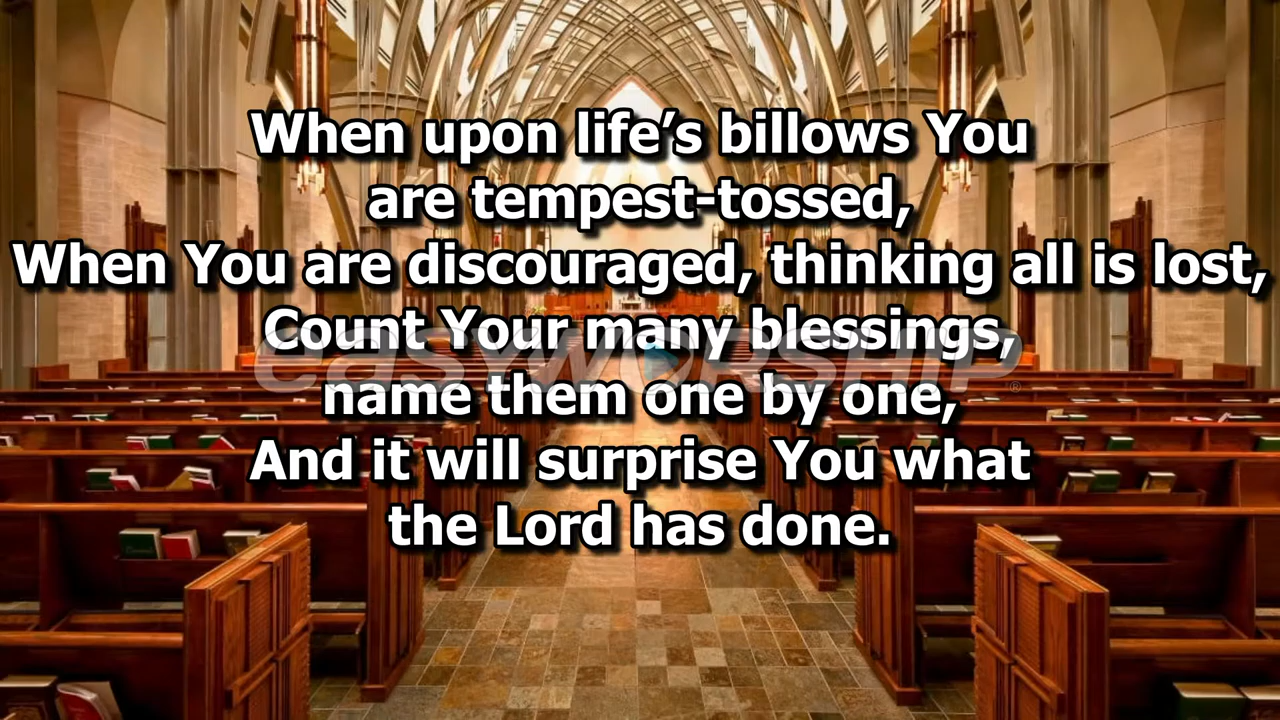 When upon life’s billows You
are tempest-tossed,
When You are discouraged, thinking all is lost,
Count Your many blessings,
easyworship®
name them one by one,
And it will surprise You what
the Lord has done.